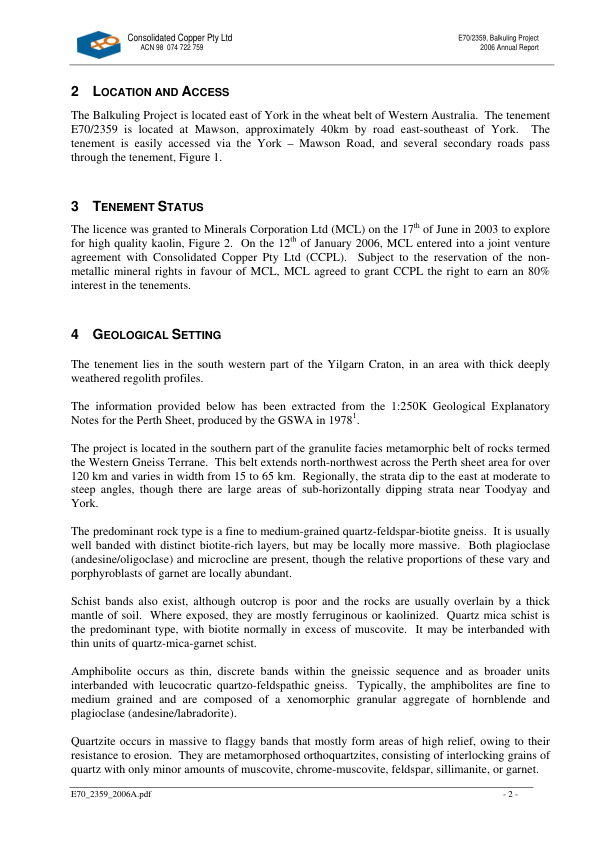 Consolidated Copper Pty Ltd
ACN 98 074 722 759
E70/2359, Balkuling Project
2006 Annual Report
2 LOCATION AND ACCESS
The Balkuling Project is located east of York in the wheat belt of Western Australia. The tenement
E70/2359 is located at Mawson, approximately 40km by road east-southeast of York. The
tenement is easily accessed via the York – Mawson Road, and several secondary roads pass
through the tenement, Figure 1.
3 TENEMENT STATUS
The licence was granted to Minerals Corporation Ltd (MCL) on the 17th of June in 2003 to explore
for high quality kaolin, Figure 2. On the 12th of January 2006, MCL entered into a joint venture
agreement with Consolidated Copper Pty Ltd (CCPL). Subject to the reservation of the non-
metallic mineral rights in favour of MCL, MCL agreed to grant CCPL the right to earn an 80%
interest in the tenements.
4 GEOLOGICAL SETTING
The tenement lies in the south western part of the Yilgarn Craton, in an area with thick deeply
weathered regolith profiles.
The information provided below has been extracted from the 1:250K Geological Explanatory
Notes for the Perth Sheet, produced by the GSWA in 1978¹.
The project is located in the southern part of the granulite facies metamorphic belt of rocks termed
the Western Gneiss Terrane. This belt extends north-northwest across the Perth sheet area for over
120 km and varies in width from 15 to 65 km. Regionally, the strata dip to the east at moderate to
steep angles, though there are large areas of sub-horizontally dipping strata near Toodyay and
York.
The predominant rock type is a fine to medium-grained quartz-feldspar-biotite gneiss. It is usually
well banded with distinct biotite-rich layers, but may be locally more massive. Both plagioclase
(andesine/oligoclase) and microcline are present, though the relative proportions of these vary and
porphyroblasts of garnet are locally abundant.
Schist bands also exist, although outcrop is poor and the rocks are usually overlain by a thick
mantle of soil. Where exposed, they are mostly ferruginous or kaolinized. Quartz mica schist is
the predominant type, with biotite normally in excess of muscovite. It may be interbanded with
thin units of quartz-mica-garnet schist.
Amphibolite occurs as thin, discrete bands within the gneissic sequence and as broader units
interbanded with leucocratic quartzo-feldspathic gneiss. Typically, the amphibolites are fine to
medium grained and are composed of a xenomorphic granular aggregate of hornblende and
plagioclase (andesine/labradorite).
Quartzite occurs in massive to flaggy bands that mostly form areas of high relief, owing to their
resistance to erosion. They are metamorphosed orthoquartzites, consisting of interlocking grains of
quartz with only minor amounts of muscovite, chrome-muscovite, feldspar, sillimanite, or garnet.
E70_2359_2006A.pdf
- 2 -